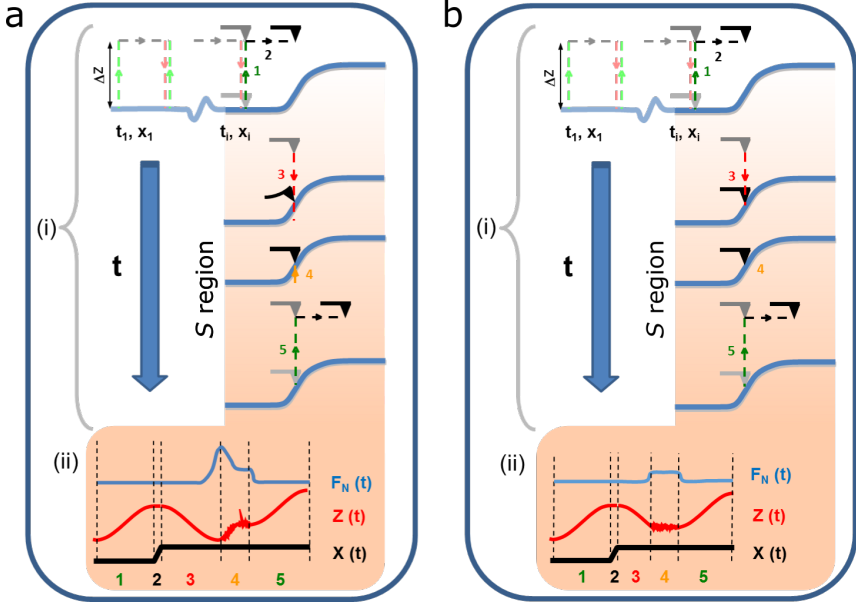 a
2
1
ΔZ
t1, x1
ti, xi
3
(i)
t
S region
4
5
(ii)
FN (t)
Z (t)
X (t)
1 2 3 4 5
b
2
1
ΔZ
t1, x1
ti, xi
3
(i)
t
S region
4
5
(ii)
FN (t)
Z (t)
X (t)
1 2 3 4 5